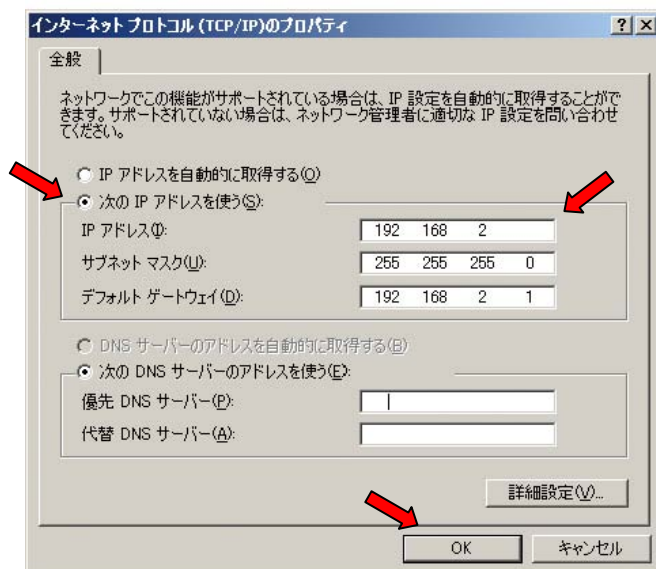 インターネット プロトコル (TCP/IP)のプロパティ
全般
ネットワークでこの機能がサポートされている場合は、IP 設定を自動的に取得することがで
きます。サポートされていない場合は、ネットワーク管理者に適切な IP 設定を問い合わせ
てください。
IP アドレスを自動的に取得する(O)
次の IP アドレスを使う(S):
IP アドレス(I): 192 168 2
サブネット マスク(U): 255 255 255 0
デフォルト ゲートウェイ(D): 192 168 2 1
DNS サーバーのアドレスを自動的に取得する(B)
次の DNS サーバーのアドレスを使う(E):
優先 DNS サーバー(P):
代替 DNS サーバー(A):
詳細設定(V)...
OK キャンセル